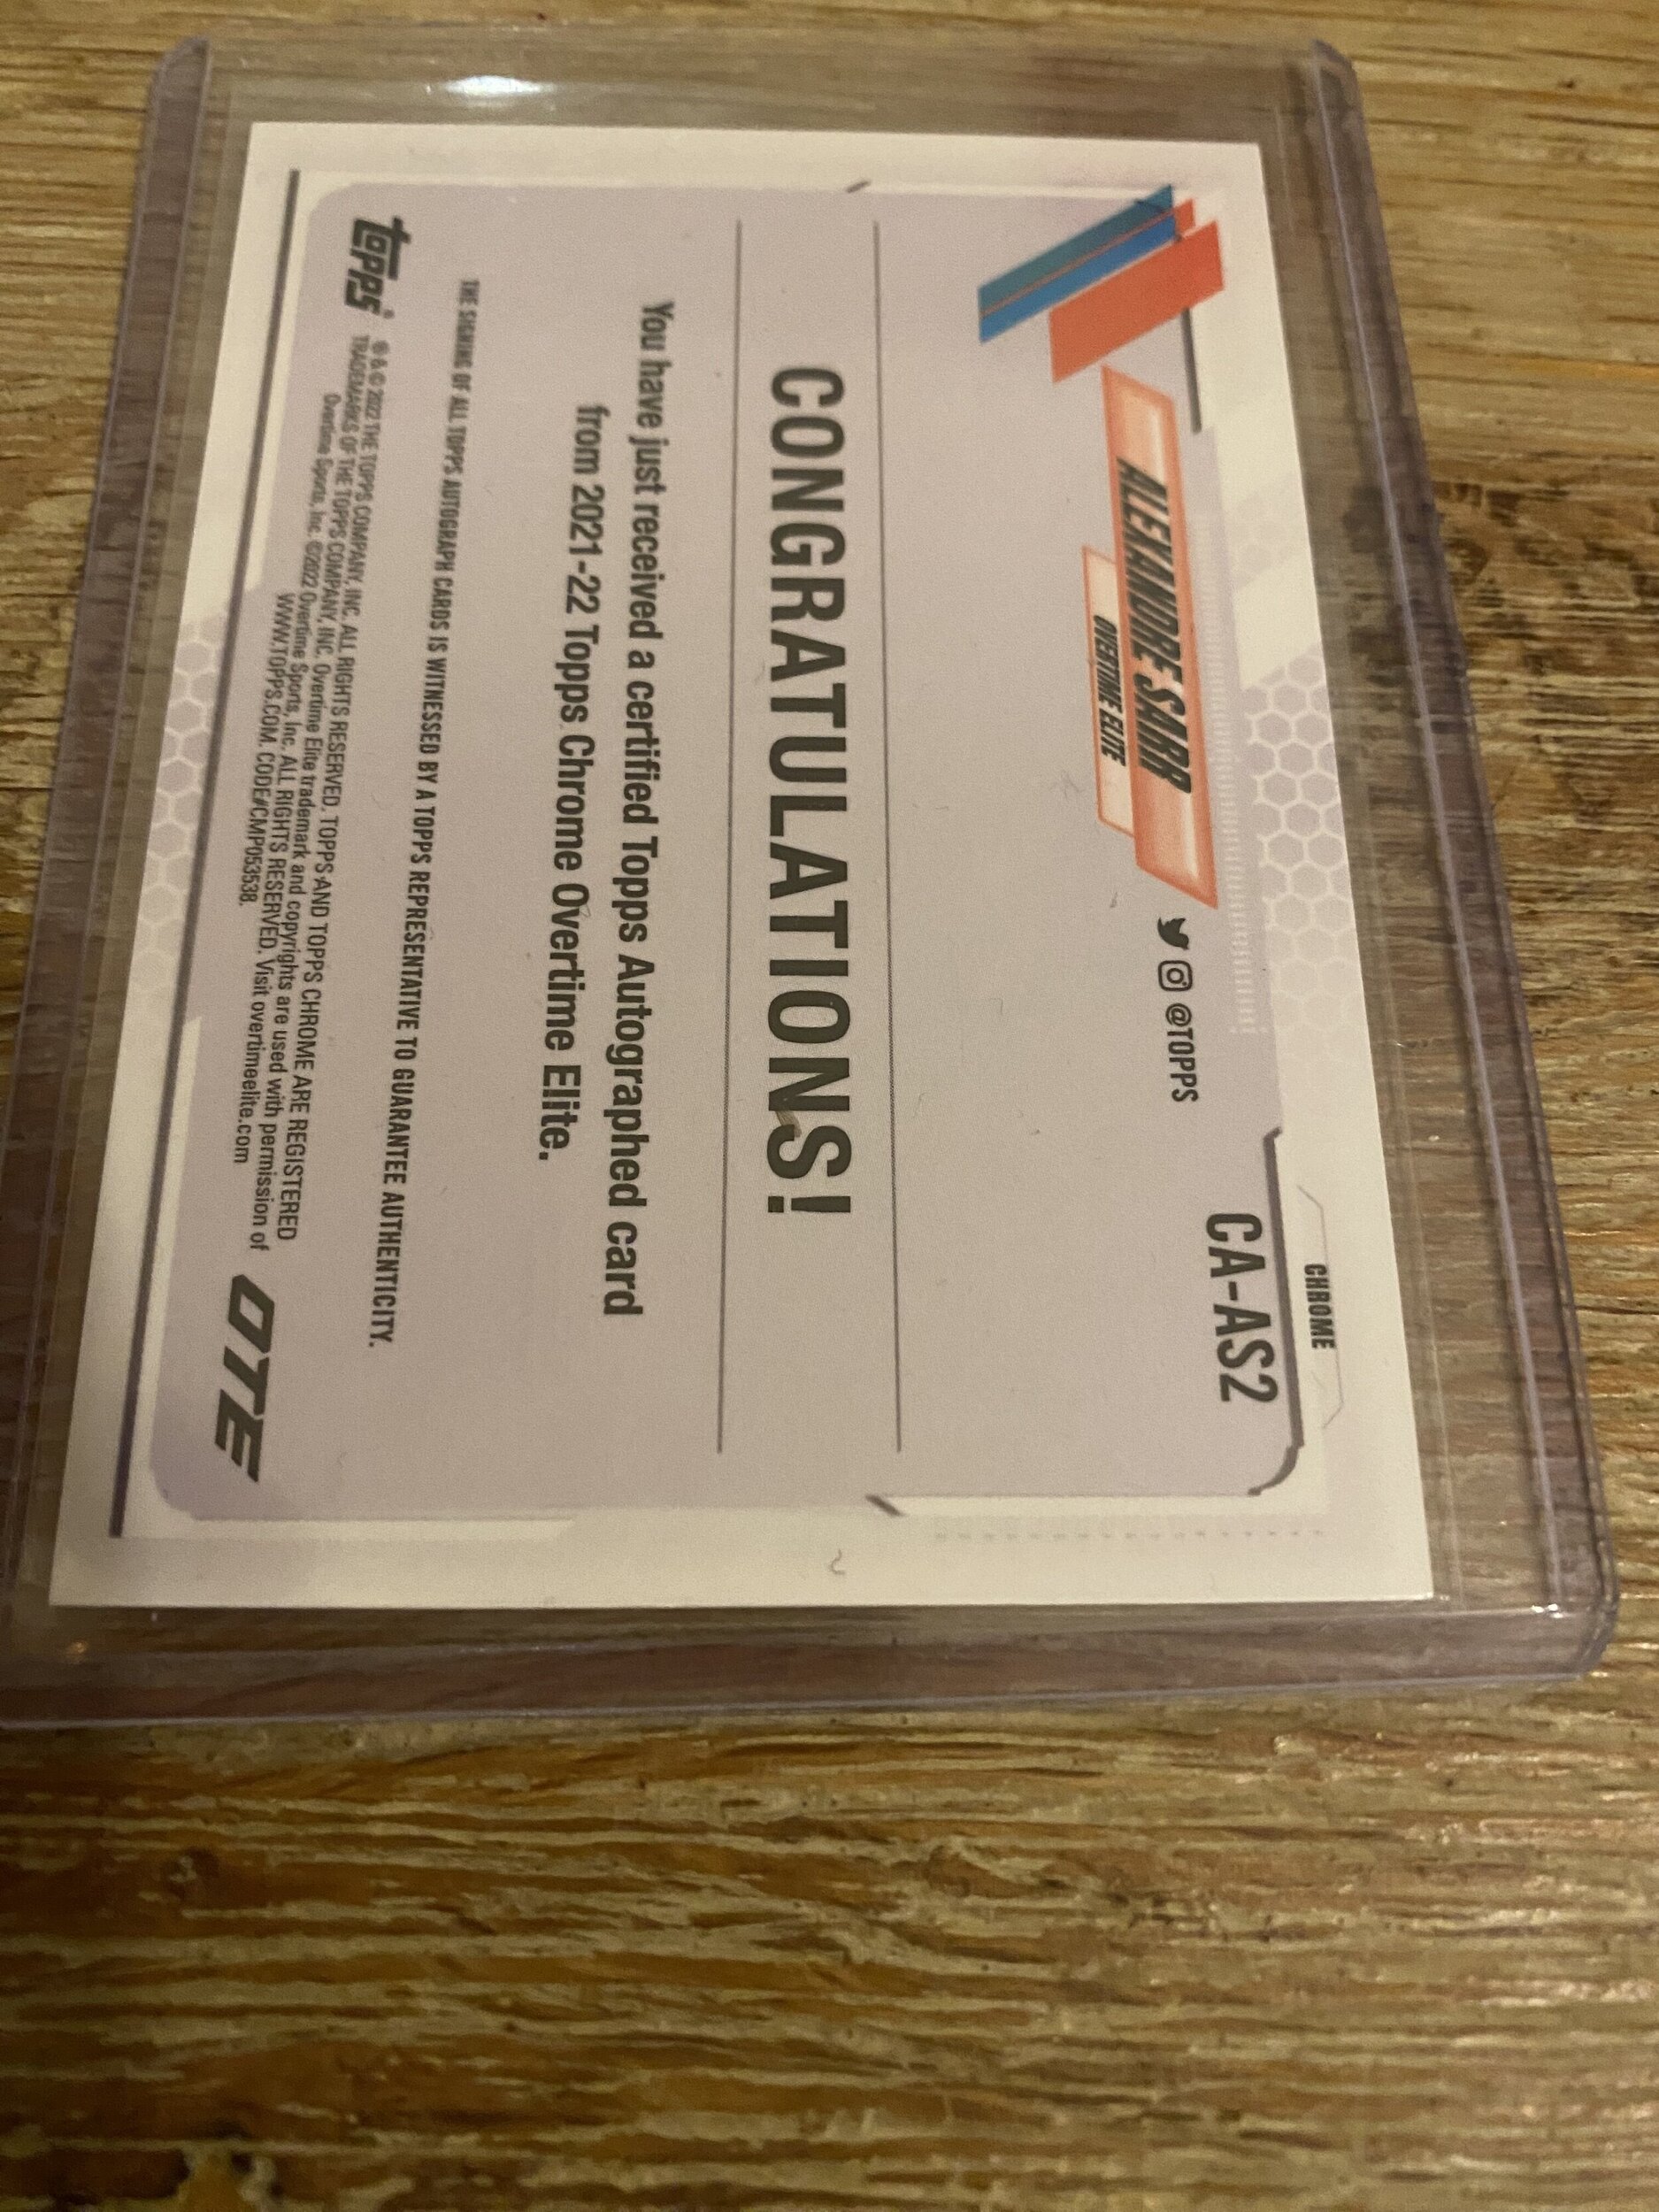 CHROME
CA-AS2
ALEXANDRE SARR
@TOPPS
OVERTIME ELITE
CONGRATULATIONS!
You have just received a certified Topps Autographed card
from 2021-22 Topps Chrome Overtime Elite.
THE SIGNING OF ALL TOPPS AUTOGRAPH CARDS IS WITNESSED BY A TOPPS REPRESENTATIVE TO GUARANTEE AUTHENTICITY.
topps®
® & © 2022 THE TOPPS COMPANY, INC. ALL RIGHTS RESERVED. TOPPS AND TOPPS CHROME ARE REGISTERED
TRADEMARKS OF THE TOPPS COMPANY, INC. Overtime Elite trademark and copyrights are used with permission of
Overtime Sports, Inc. ©2022 Overtime Sports, Inc. ALL RIGHTS RESERVED. Visit overtimeelite.com
WWW.TOPPS.COM. CODE#CMP053538.
OTE